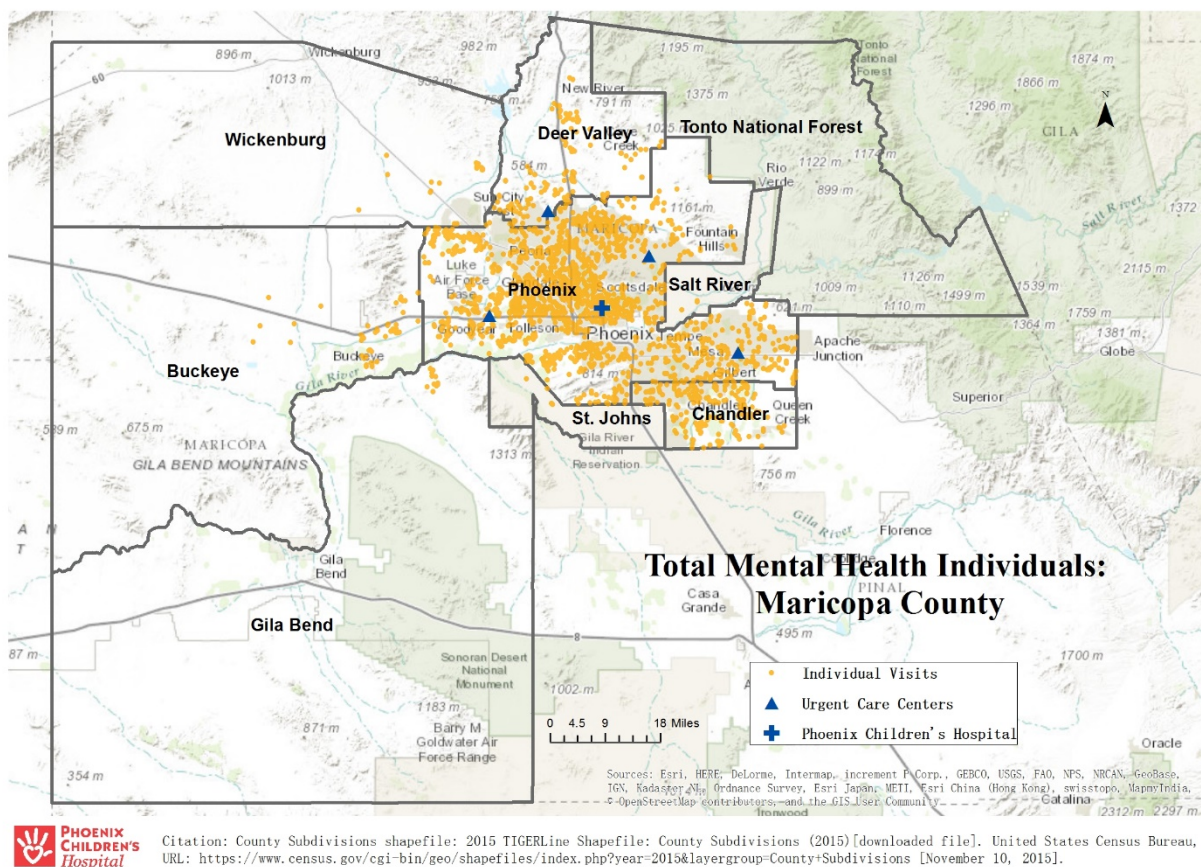 Wickenburg
896 m
982 m
1195 m
Tonto
National
Forest
1874 m
60
1013 m
New River
791 m
1375 m
1866 m
Wickenburg
Deer Valley
Tonto National Forest
1296 m
GILA
Creek
1122 m
Rio
Verde
584 m
899 m
Sun City
1161 m
Salt River
1372
MARICOPA
Fountain
Hills
Peoria
Luke
Air Force
Base
Phoenix
Scottsdale
Salt River
1126 m
2115 m
1009 m
1110 m
1499 m
1539 m
1759 m
Goodyear
Tolleson
Phoenix
Tempe
1364 m
1381 m
Buckeye
Mesa
Apache
Junction
Globe
Buckeye
Gila River
814 m
Gilbert
Superior
Chandler
Chandler
Queen
Creek
St. Johns
675 m
MARICOPA
GILA BEND MOUNTAINS
1313 m
Gila River
Indian
Reservation
756 m
Gila River
Florence
Total Mental Health Individuals:
Maricopa County
Gila
Bend
PINAL
Casa
Grande
Gila Bend
8
495 m
87 m
Sonoran Desert
National
Monument
1002 m
1700 m
Individual Visits
Urgent Care Centers
Phoenix Children's Hospital
1183 m
871 m
Barry M
Goldwater Air
Force Range
0 4.5 9 18 Miles
Oracle
354 m
Sources: Esri, HERE, DeLorme, Intermap, increment P Corp., GEBCO, USGS, FAO, NPS, NRCAN, GeoBase,
IGN, Kadaster NL, Ordnance Survey, Esri Japan, METI, Esri China (Hong Kong), swisstopo, MapmyIndia,
© OpenStreetMap contributors, and the GIS User Community
Catalina
Ironwood
2312 m
2297 m
PHOENIX
CHILDREN'S
Hospital
Citation: County Subdivisions shapefile: 2015 TIGERLine Shapefile: County Subdivisions (2015)[downloaded file]. United States Census Bureau,
URL: https://www.census.gov/cgi-bin/geo/shapefiles/index.php?year=2015&layergroup=County+Subdivisions [November 10, 2016].